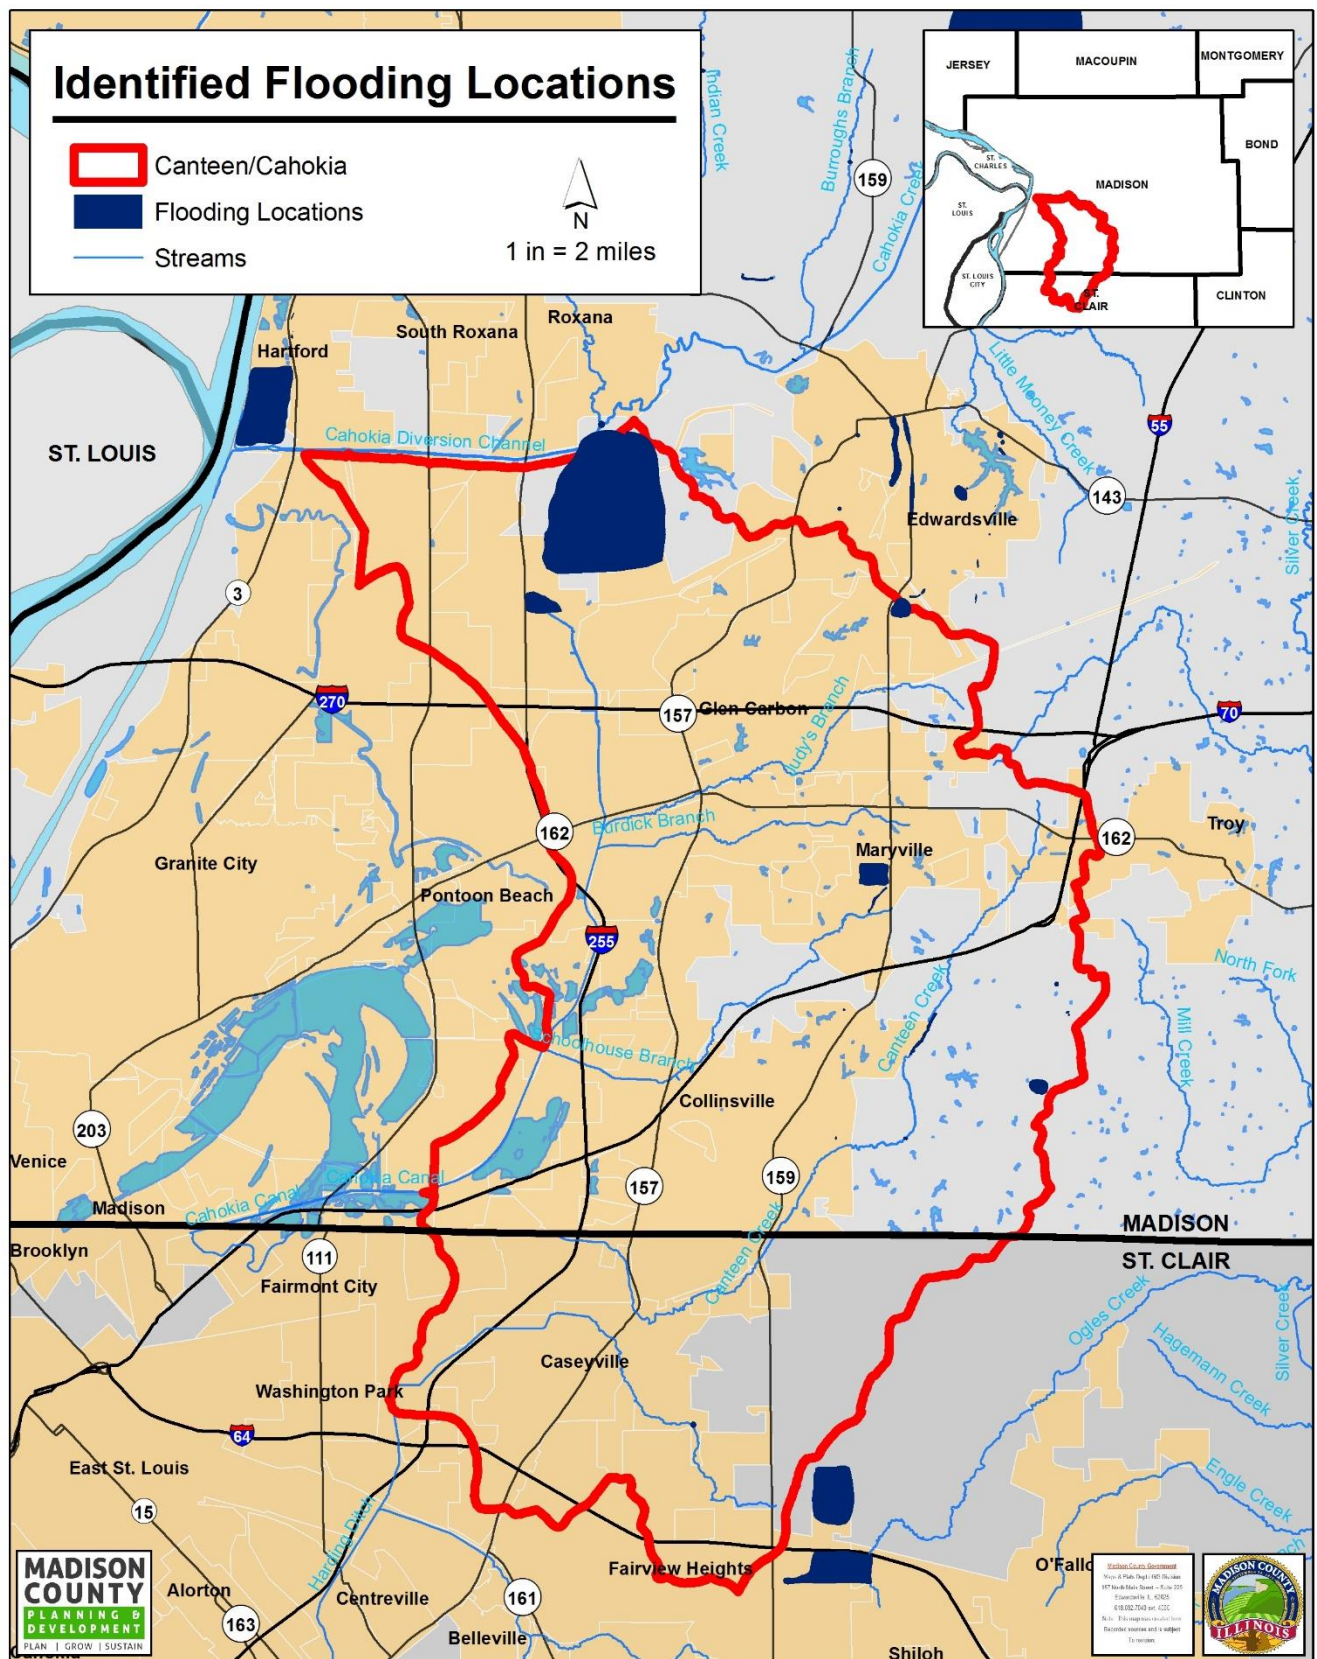 Identified Flooding Locations
Canteen/Cahokia
Flooding Locations
Streams
N
1 in = 2 miles
JERSEY
MACOUPIN
MONTGOMERY
BOND
ST. CHARLES
MADISON
ST. LOUIS
ST. LOUIS CITY
ST. CLAIR
CLINTON
Indian Creek
Burroughs Branch
159
Cahokia Creek
Roxana
South Roxana
Hartford
Little Mooney Creek
55
ST. LOUIS
Cahokia Diversion Channel
143
Edwardsville
Silver Creek
3
270
157
Glen Carbon
70
Judy's Branch
162
Burdick Branch
162
Troy
Maryville
Granite City
Pontoon Beach
255
North Fork
Canteen Creek
Mill Creek
Schoolhouse Branch
Collinsville
203
Venice
159
157
Cahokia Canal
Cahokia Canal
Madison
MADISON
Brooklyn
111
Canteen Creek
ST. CLAIR
Fairmont City
Ogles Creek
Silver Creek
Hagemann Creek
Caseyville
Washington Park
64
East St. Louis
Engle Creek
15
Harding Ditch
Fairview Heights
Alorton
Centreville
161
163
Belleville
Shiloh
MADISON
COUNTY
PLANNING &
DEVELOPMENT
PLAN | GROW | SUSTAIN
Madison County Government
MADISON COUNTY
ILLINOIS